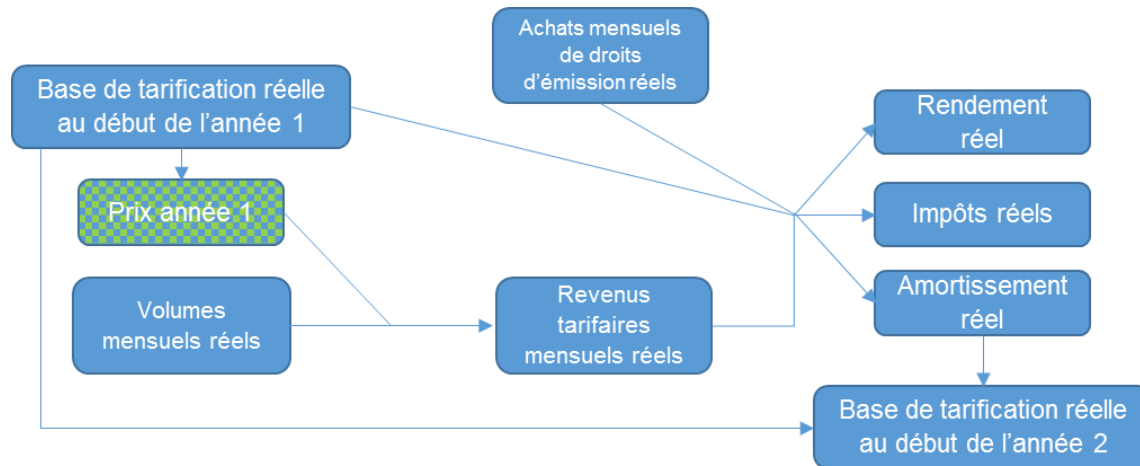 Achats mensuels
de droits
d’émission réels
Base de tarification réelle
au début de l’année 1
Rendement
réel
Prix année 1
Impôts réels
Volumes
mensuels réels
Revenus
tarifaires
mensuels réels
Amortissement
réel
Base de tarification réelle
au début de l’année 2